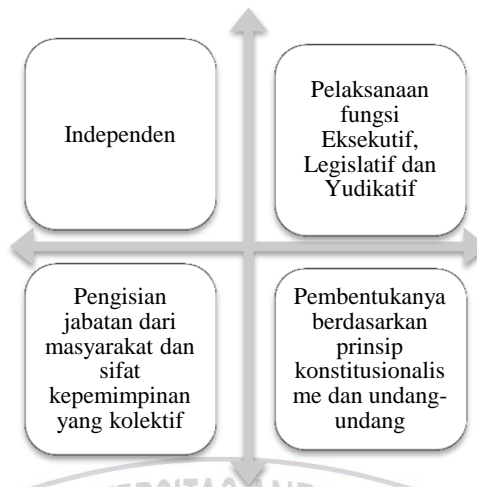 Independen
Pelaksanaan
fungsi
Eksekutif,
Legislatif dan
Yudikatif
Pengisian
jabatan dari
masyarakat dan
sifat
kepemimpinan
yang kolektif
Pembentukanya
berdasarkan
prinsip
konstitusionalis
me dan undang-
undang